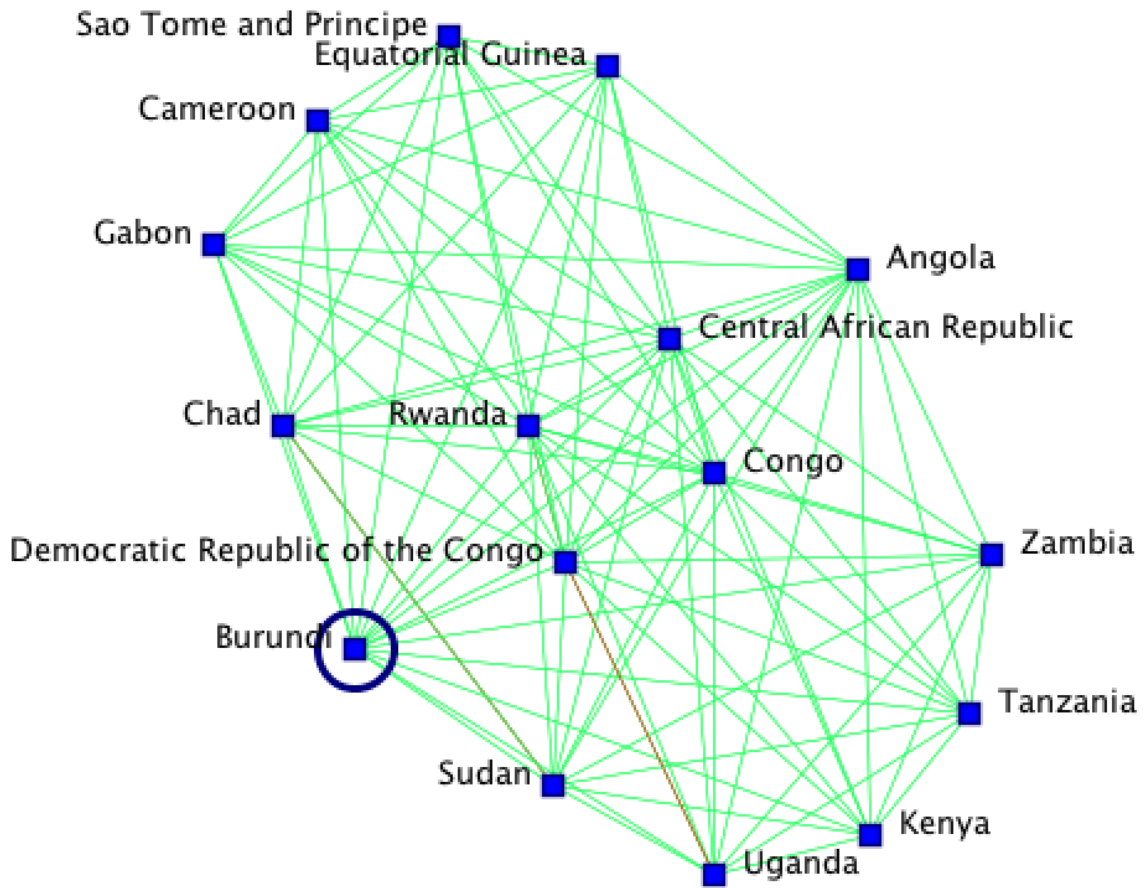 Sao Tome and Principe
Equatorial Guinea
Cameroon
Gabon
Angola
Central African Republic
Chad
Rwanda
Congo
Zambia
Democratic Republic of the Congo
Burundi
Tanzania
Sudan
Kenya
Uganda